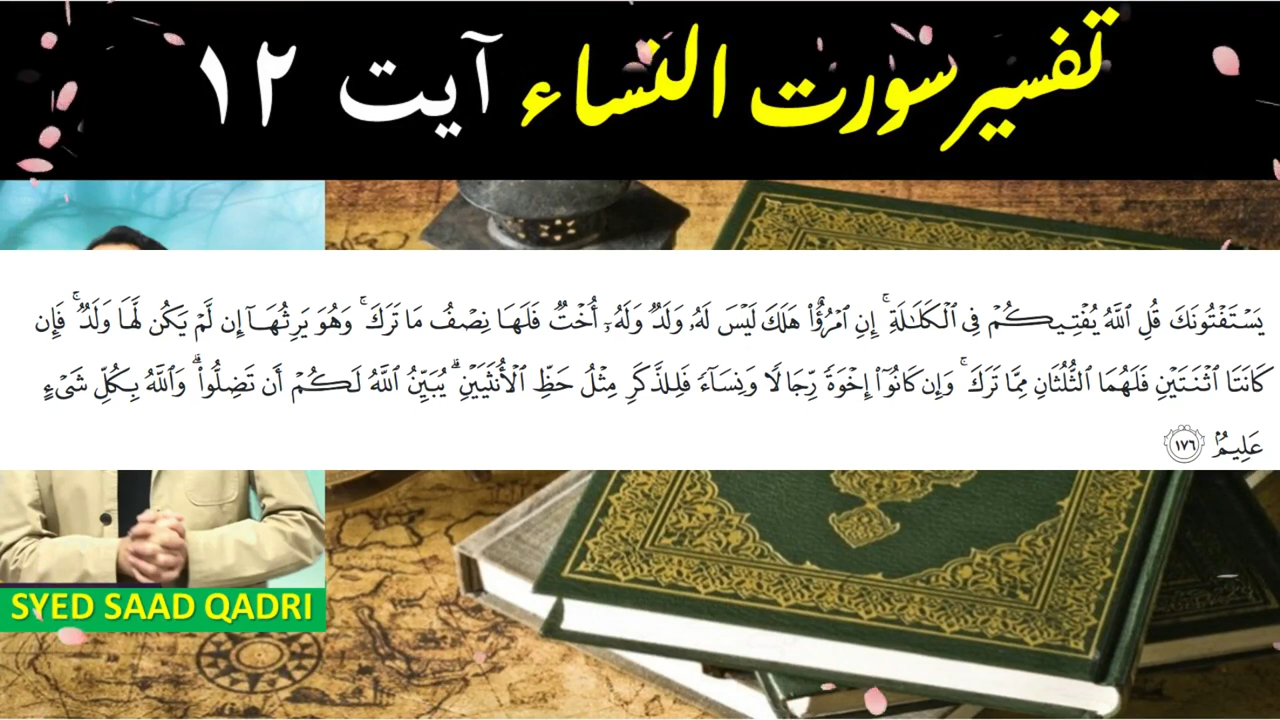 تفسیر سورت النساء آیت ۱۲
يَسْتَفْتُونَكَ قُلِ ٱللَّهُ يُفْتِيكُمْ فِى ٱلْكَلَـٰلَةِ ۚ إِنِ ٱمْرُؤٌا۟ هَلَكَ لَيْسَ لَهُۥ وَلَدٌ وَلَهُۥٓ أُخْتٌ فَلَهَا نِصْفُ مَا تَرَكَ ۚ وَهُوَ يَرِثُهَآ إِن لَّمْ يَكُن لَّهَا وَلَدٌ ۚ فَإِن
كَانَتَا ٱثْنَتَيْنِ فَلَهُمَا ٱلثُّلُثَانِ مِمَّا تَرَكَ ۚ وَإِن كَانُوٓا۟ إِخْوَةً رِّجَالًا وَنِسَآءً فَلِلذَّكَرِ مِثْلُ حَظِّ ٱلْأُنثَيَيْنِ ۗ يُبَيِّنُ ٱللَّهُ لَكُمْ أَن تَضِلُّوا۟ ۗ وَٱللَّهُ بِكُلِّ شَىْءٍ
عَلِيمٌۢ ١٧٦
SYED SAAD QADRI